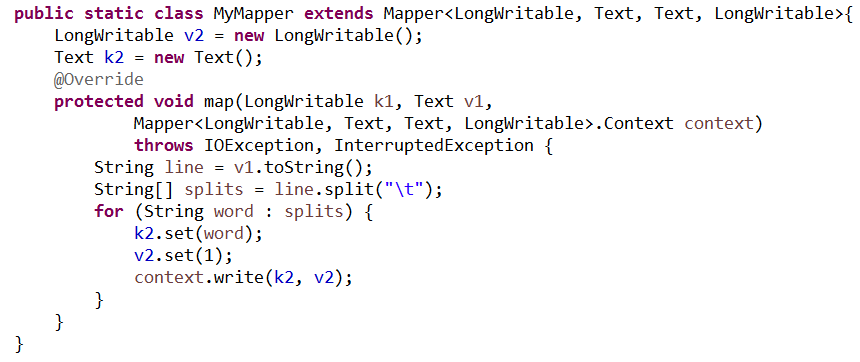 public static class MyMapper extends Mapper<LongWritable, Text, Text, LongWritable>{
    LongWritable v2 = new LongWritable();
    Text k2 = new Text();
    @Override
    protected void map(LongWritable k1, Text v1,
            Mapper<LongWritable, Text, Text, LongWritable>.Context context)
            throws IOException, InterruptedException {
        String line = v1.toString();
        String[] splits = line.split("\t");
        for (String word : splits) {
            k2.set(word);
            v2.set(1);
            context.write(k2, v2);
        }
    }
}